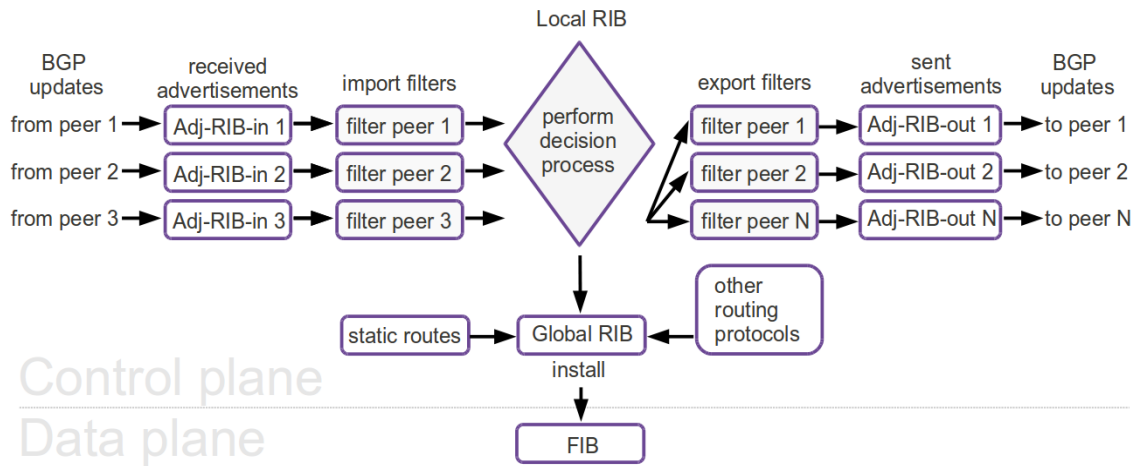 Local RIB
BGP
updates
received
advertisements
import filters
export filters
sent
advertisements
BGP
updates
from peer 1
Adj-RIB-in 1
filter peer 1
perform
decision
process
filter peer 1
Adj-RIB-out 1
to peer 1
from peer 2
Adj-RIB-in 2
filter peer 2
filter peer 2
Adj-RIB-out 2
to peer 2
from peer 3
Adj-RIB-in 3
filter peer 3
filter peer N
Adj-RIB-out N
to peer N
static routes
Global RIB
other
routing
protocols
install
Control plane
Data plane
FIB